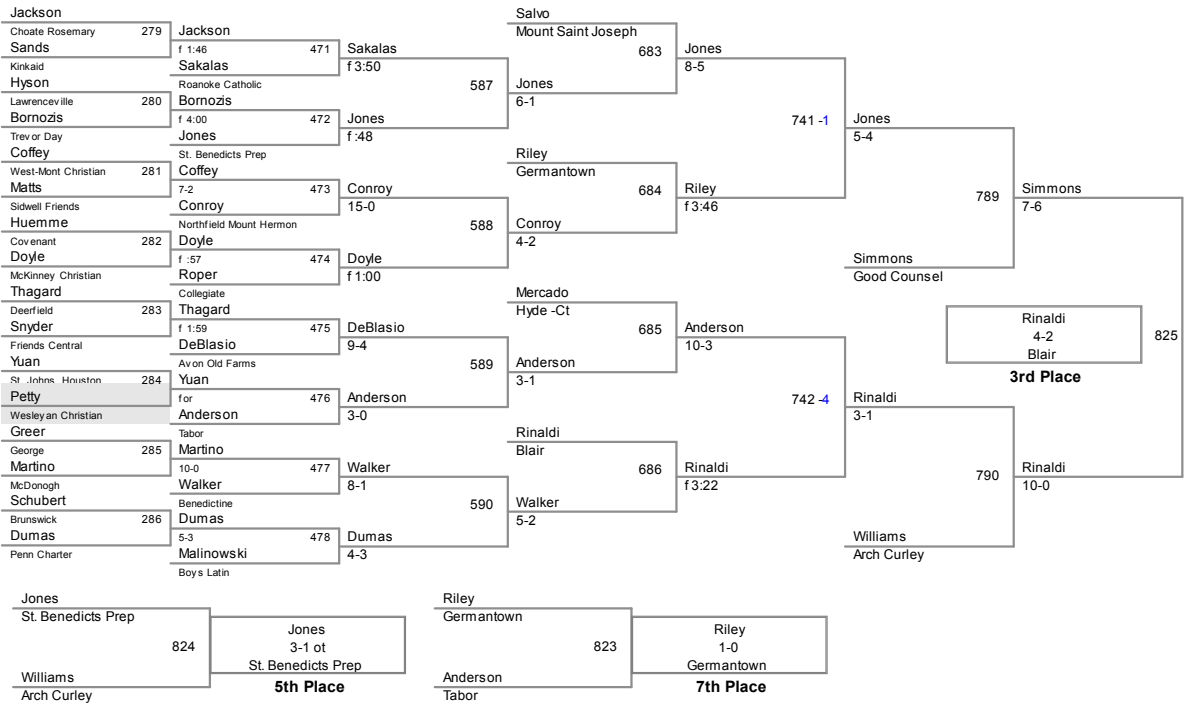 Jackson
Choate Rosemary 279
Sands
Kinkaid
Hyson
Lawrenceville 280
Bornozis
Trevor Day
Coffey
West-Mont Christian 281
Matts
Sidwell Friends
Huemme
Covenant 282
Doyle
McKinney Christian
Thagard
Deerfield 283
Snyder
Friends Central
Yuan
St. Johns, Houston 284
Petty
Wesleyan Christian
Greer
George 285
Martino
McDonogh
Schubert
Brunswick 286
Dumas
Penn Charter
Jackson
f 1:46 471
Sakalas
Roanoke Catholic
Bornozis
f 4:00 472
Jones
St. Benedicts Prep
Coffey
7-2 473
Conroy
Northfield Mount Hermon
Doyle
f :57 474
Roper
Collegiate
Thagard
f 1:59 475
DeBlasio
Avon Old Farms
Yuan
for 476
Anderson
Tabor
Martino
10-0 477
Walker
Benedictine
Dumas
5-3 478
Malinowski
Boys Latin
Sakalas
f 3:50
587
Jones
f :48
Conroy
15-0
588
Doyle
f 1:00
DeBlasio
9-4
589
Anderson
3-0
Walker
8-1
590
Dumas
4-3
Salvo
Mount Saint Joseph
683
Jones
6-1
Riley
Germantown
684
Conroy
4-2
Mercado
Hyde -Ct
685
Anderson
3-1
Rinaldi
Blair
686
Walker
5-2
Jones
8-5
741 -1
Riley
f 3:46
Anderson
10-3
742 -4
Rinaldi
f 3:22
Jones
5-4
789
Simmons
Good Counsel
Rinaldi
3-1
790
Williams
Arch Curley
Simmons
7-6
825
Rinaldi
10-0
Rinaldi
4-2
Blair
3rd Place
Jones
St. Benedicts Prep
824
Williams
Arch Curley
Jones
3-1 ot
St. Benedicts Prep
5th Place
Riley
Germantown
823
Anderson
Tabor
Riley
1-0
Germantown
7th Place